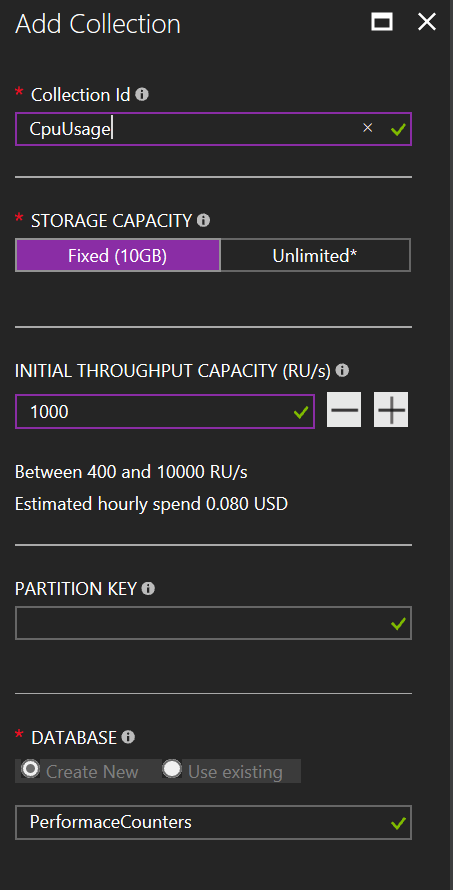 Add Collection
* Collection Id
CpuUsage
* STORAGE CAPACITY
Fixed (10GB) Unlimited*
INITIAL THROUGHPUT CAPACITY (RU/s)
1000
Between 400 and 10000 RU/s
Estimated hourly spend 0.080 USD
PARTITION KEY
* DATABASE
Create New Use existing
PerformaceCounters